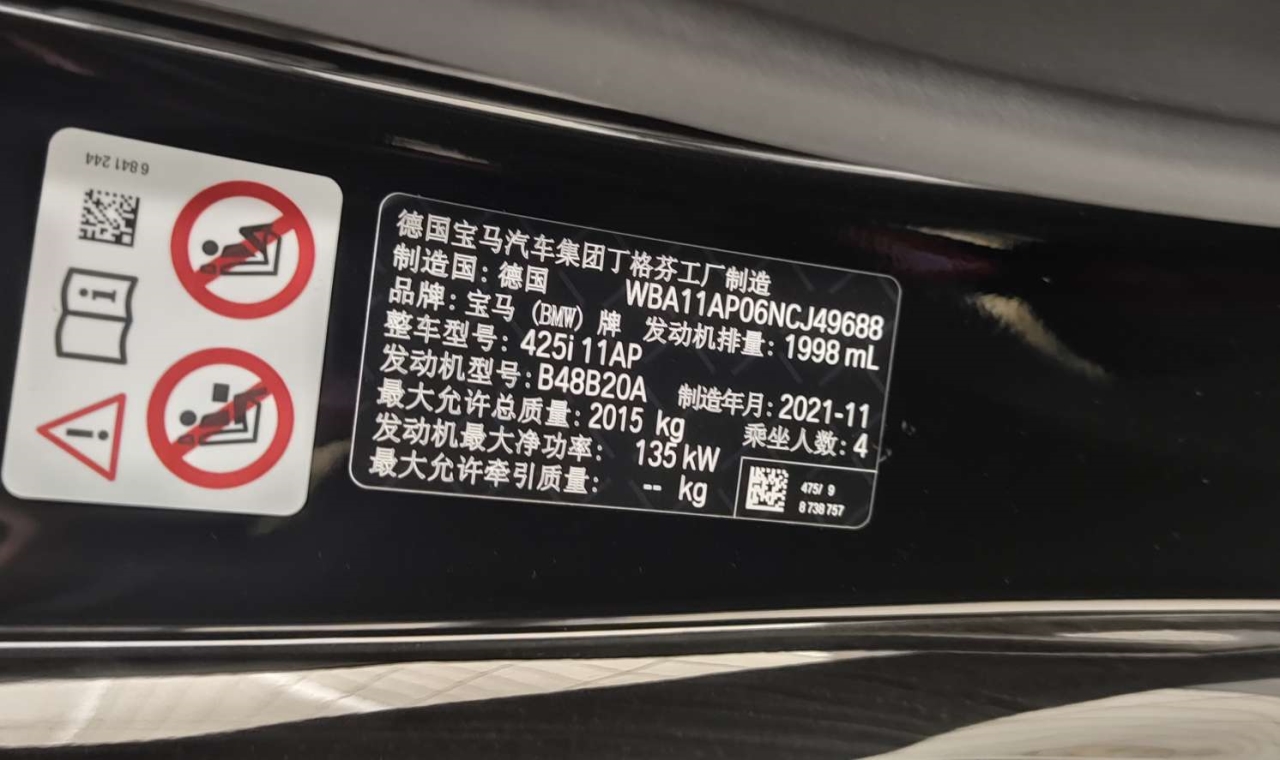 6 841 244
德国宝马汽车集团丁格芬工厂制造
制造国：德国 WBA11AP06NCJ49688
品牌：宝马（BMW）牌 发动机排量：1998 mL
整车型号：425i 11AP
发动机型号：B48B20A 制造年月：2021-11
最大允许总质量：2015 kg 乘坐人数：4
发动机最大净功率： 135 kW
最大允许牵引质量： -- kg
475/ 9
8 738 757